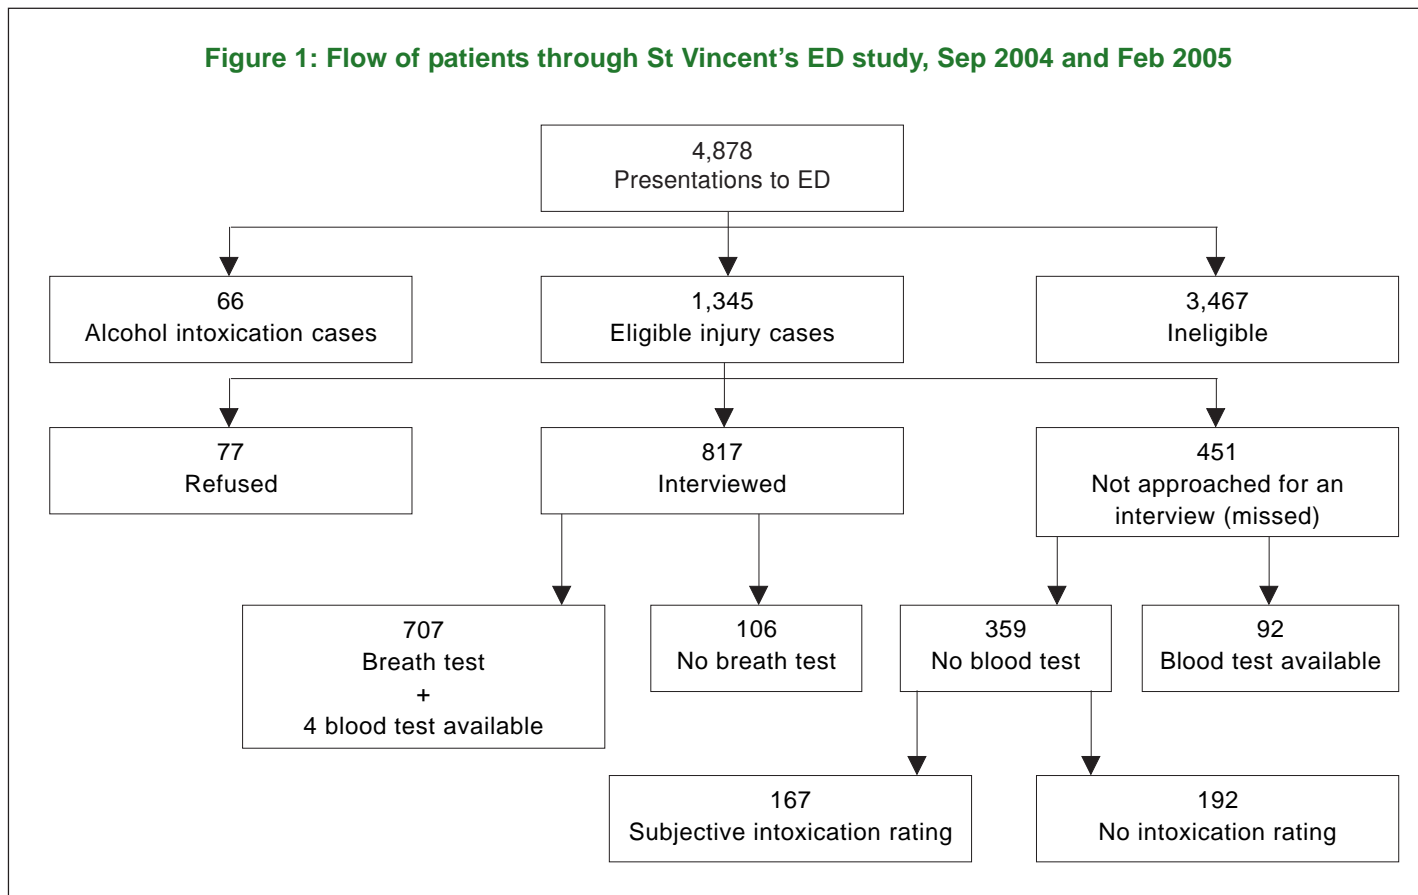 Figure 1: Flow of patients through St Vincent's ED study, Sep 2004 and Feb 2005
4,878
Presentations to ED
66
Alcohol intoxication cases
1,345
Eligible injury cases
3,467
Ineligible
77
Refused
817
Interviewed
451
Not approached for an
interview (missed)
707
Breath test
+
4 blood test available
106
No breath test
359
No blood test
92
Blood test available
167
Subjective intoxication rating
192
No intoxication rating